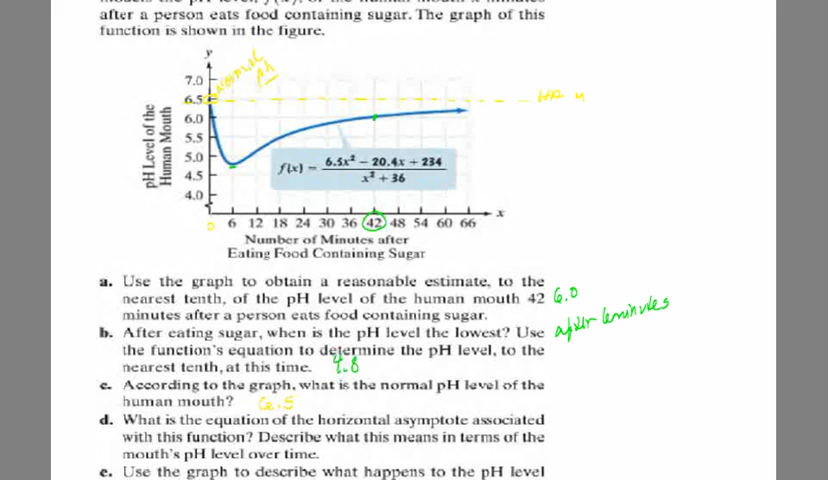 after a person eats food containing sugar. The graph of this
function is shown in the figure.
y
Normal
ph
7.0
6.5
6.0
5.5
5.0
4.5
4.0
pH Level of the
Human Mouth
f(x) = (6.5x² − 20.4x + 234) / (x² + 36)
x
0 6 12 18 24 30 36 42 48 54 60 66
Number of Minutes after
Eating Food Containing Sugar
a. Use the graph to obtain a reasonable estimate, to the
nearest tenth, of the pH level of the human mouth 42 6.0
minutes after a person eats food containing sugar.
b. After eating sugar, when is the pH level the lowest? Use after 6 minutes
the function's equation to determine the pH level, to the
nearest tenth, at this time. 4.8
c. According to the graph, what is the normal pH level of the
human mouth? 6.5
d. What is the equation of the horizontal asymptote associated
with this function? Describe what this means in terms of the
mouth's pH level over time.
e. Use the graph to describe what happens to the pH level